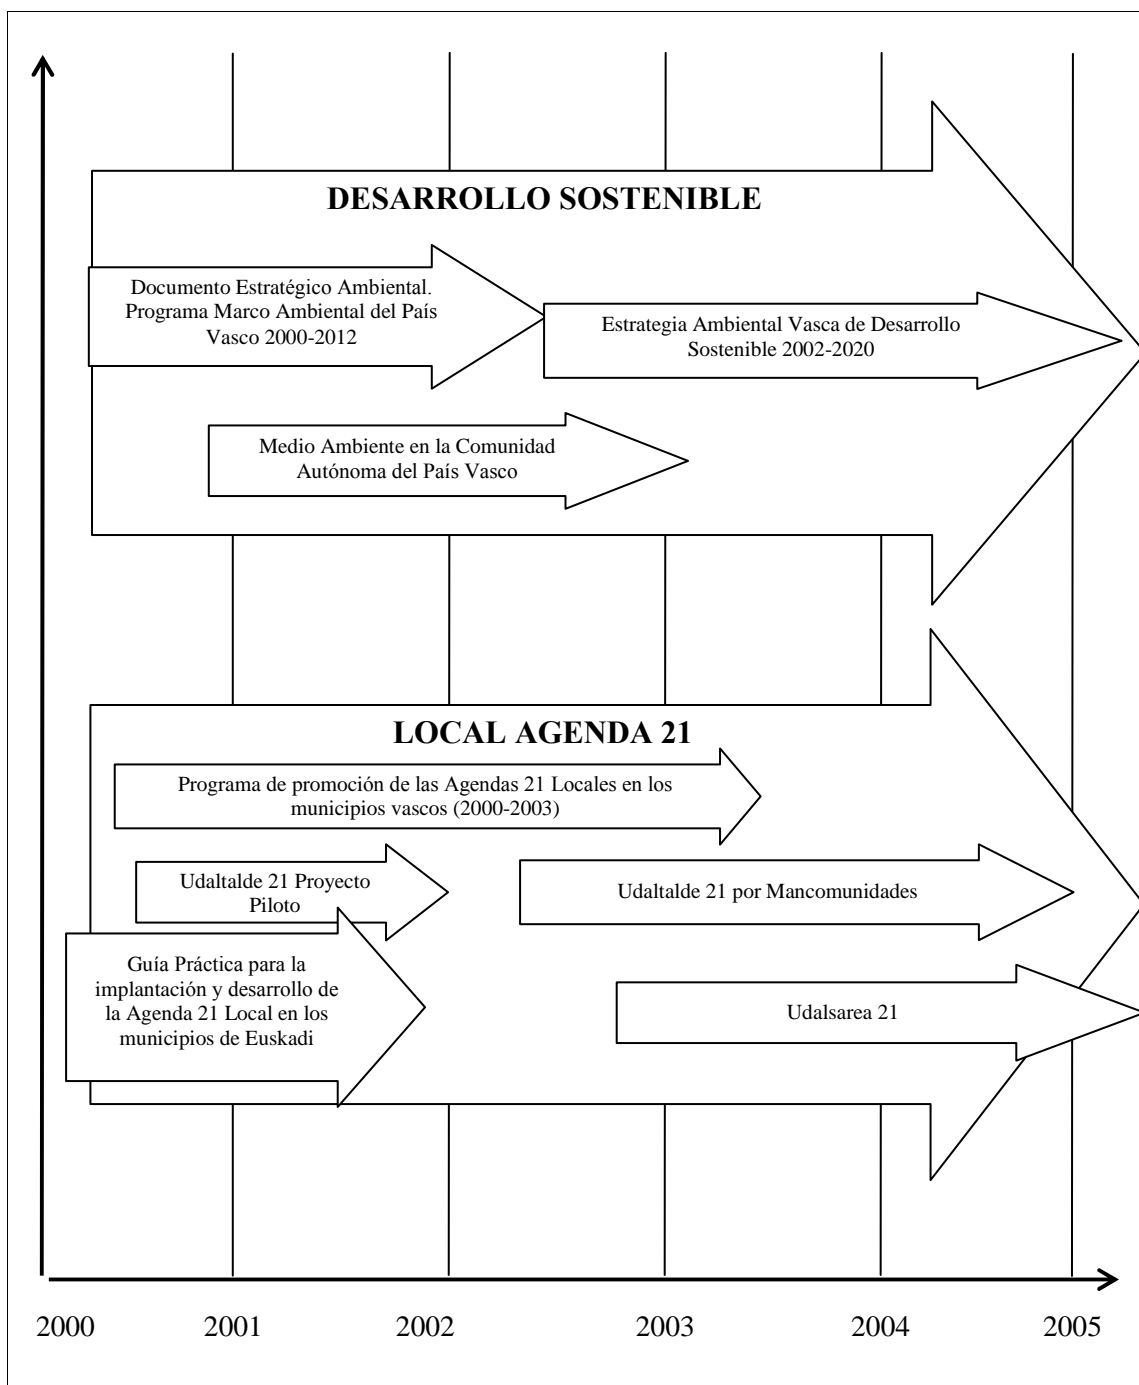 DESARROLLO SOSTENIBLE
Documento Estratégico Ambiental.
Programa Marco Ambiental del País
Vasco 2000-2012
Estrategia Ambiental Vasca de Desarrollo
Sostenible 2002-2020
Medio Ambiente en la Comunidad
Autónoma del País Vasco
LOCAL AGENDA 21
Programa de promoción de las Agendas 21 Locales en los
municipios vascos (2000-2003)
Udaltalde 21 Proyecto
Piloto
Udaltalde 21 por Mancomunidades
Guía Práctica para la
implantación y desarrollo de
la Agenda 21 Local en los
municipios de Euskadi
Udalsarea 21
2000 2001 2002 2003 2004 2005